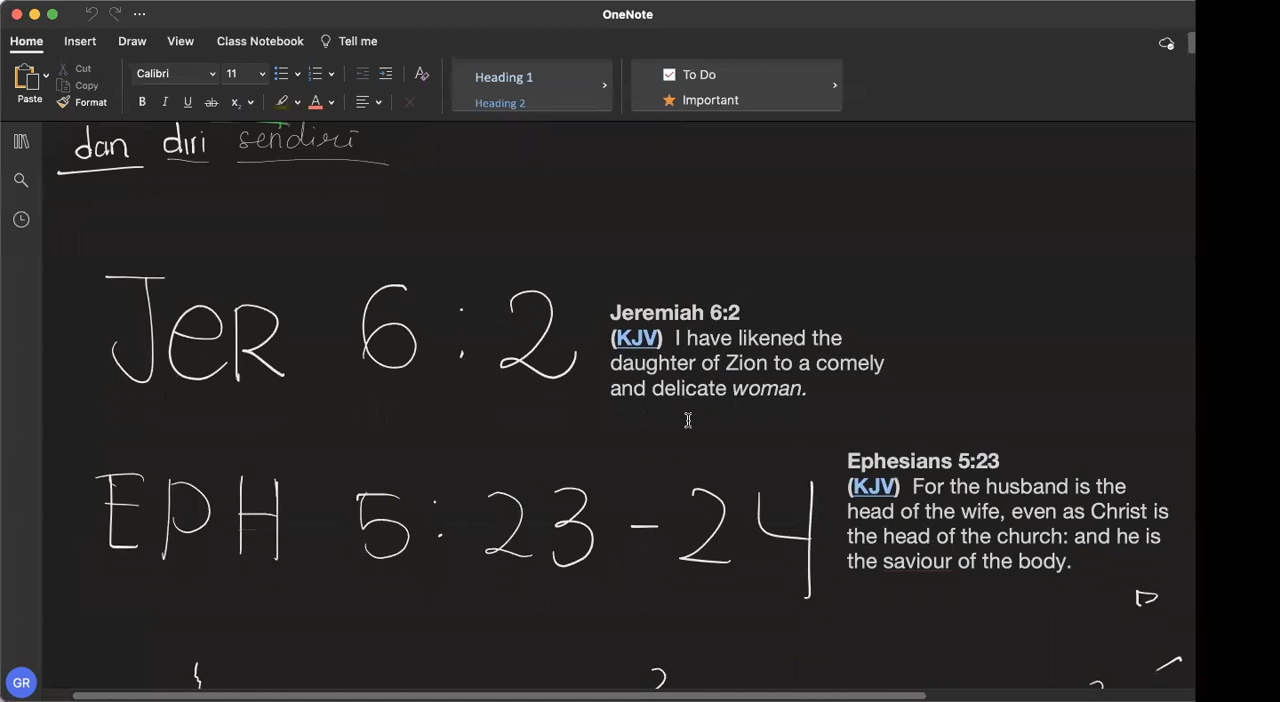 OneNote
Home Insert Draw View Class Notebook Tell me
Paste
Cut
Copy
Format
Calibri 11
B I U ab x₂ A
Heading 1
Heading 2
To Do
Important
dan diri sendiri
Jer 6:2
Jeremiah 6:2
(KJV) I have likened the
daughter of Zion to a comely
and delicate woman.
EPH 5:23-24
Ephesians 5:23
(KJV) For the husband is the
head of the wife, even as Christ is
the head of the church: and he is
the saviour of the body.
GR